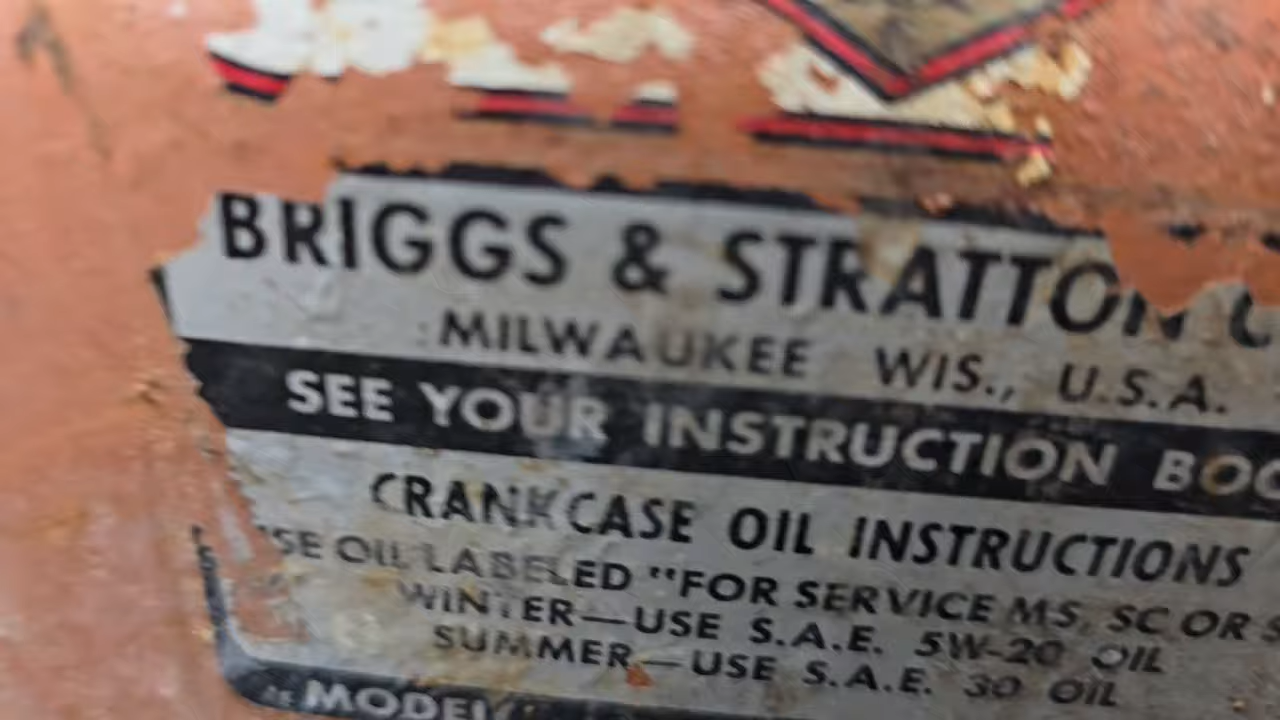 BRIGGS & STRATTON
MILWAUKEE WIS., U.S.A.
SEE YOUR INSTRUCTION
CRANKCASE OIL INSTRUCTIONS
OIL LABELED "FOR SERVICE MS, SC OR
WINTER—USE S.A.E. 5W-20 OIL
SUMMER—USE S.A.E. 30 OIL
MODEL